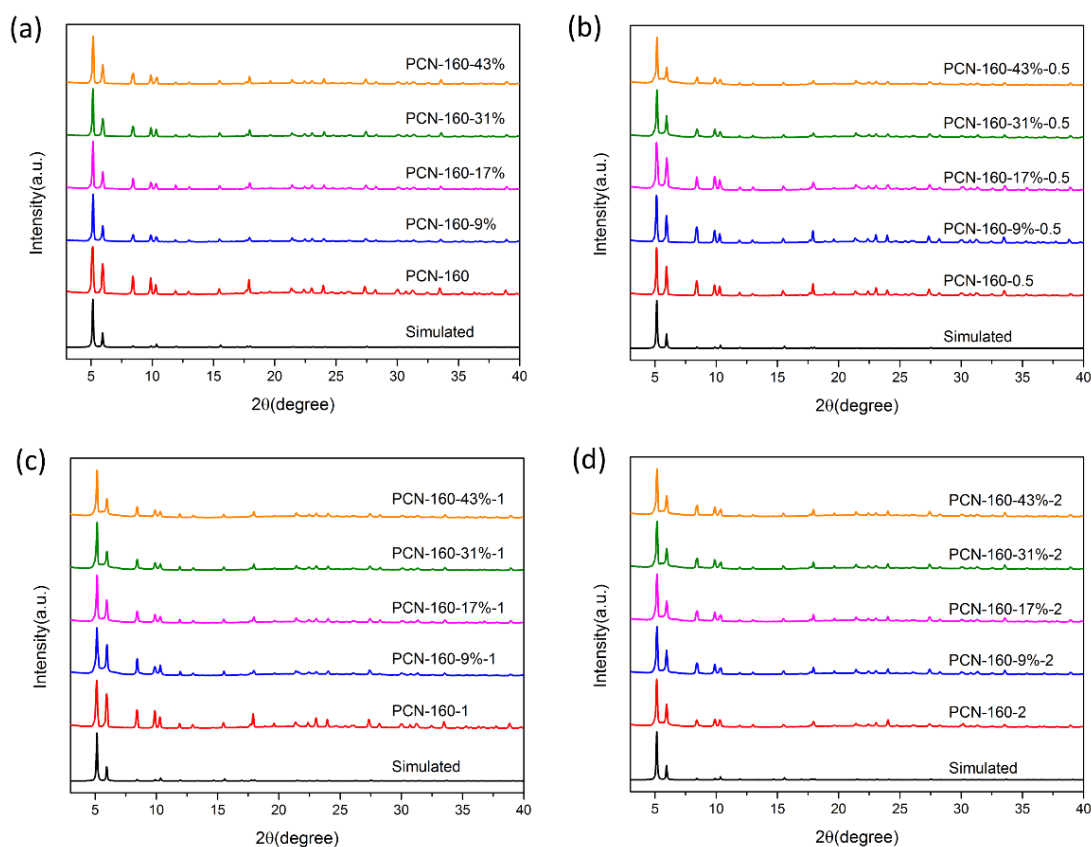 (a)
PCN-160-43%
PCN-160-31%
PCN-160-17%
PCN-160-9%
PCN-160
Simulated
Intensity(a.u.)
5 10 15 20 25 30 35 40
2θ(degree)
(b)
PCN-160-43%-0.5
PCN-160-31%-0.5
PCN-160-17%-0.5
PCN-160-9%-0.5
PCN-160-0.5
Simulated
Intensity(a.u.)
5 10 15 20 25 30 35 40
2θ(degree)
(c)
PCN-160-43%-1
PCN-160-31%-1
PCN-160-17%-1
PCN-160-9%-1
PCN-160-1
Simulated
Intensity(a.u.)
5 10 15 20 25 30 35 40
2θ(degree)
(d)
PCN-160-43%-2
PCN-160-31%-2
PCN-160-17%-2
PCN-160-9%-2
PCN-160-2
Simulated
Intensity(a.u.)
5 10 15 20 25 30 35 40
2θ(degree)